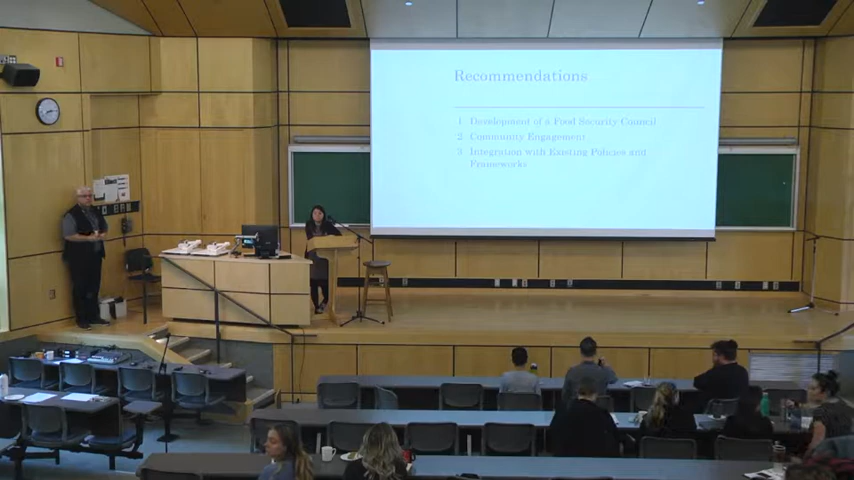 Recommendations
1. Development of a Food Security Council
2. Community Engagement
3. Integration with Existing Policies and
Frameworks